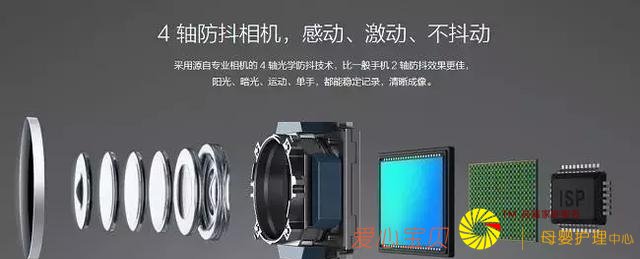 4 轴防抖相机，感动、激动、不抖动
采用源自专业相机的 4 轴光学防抖技术，比一般手机 2 轴防抖效果更佳，
阳光、暗光、运动、单手，都能稳定记录，清晰成像。
ISP
爱心宝贝
母婴护理中心